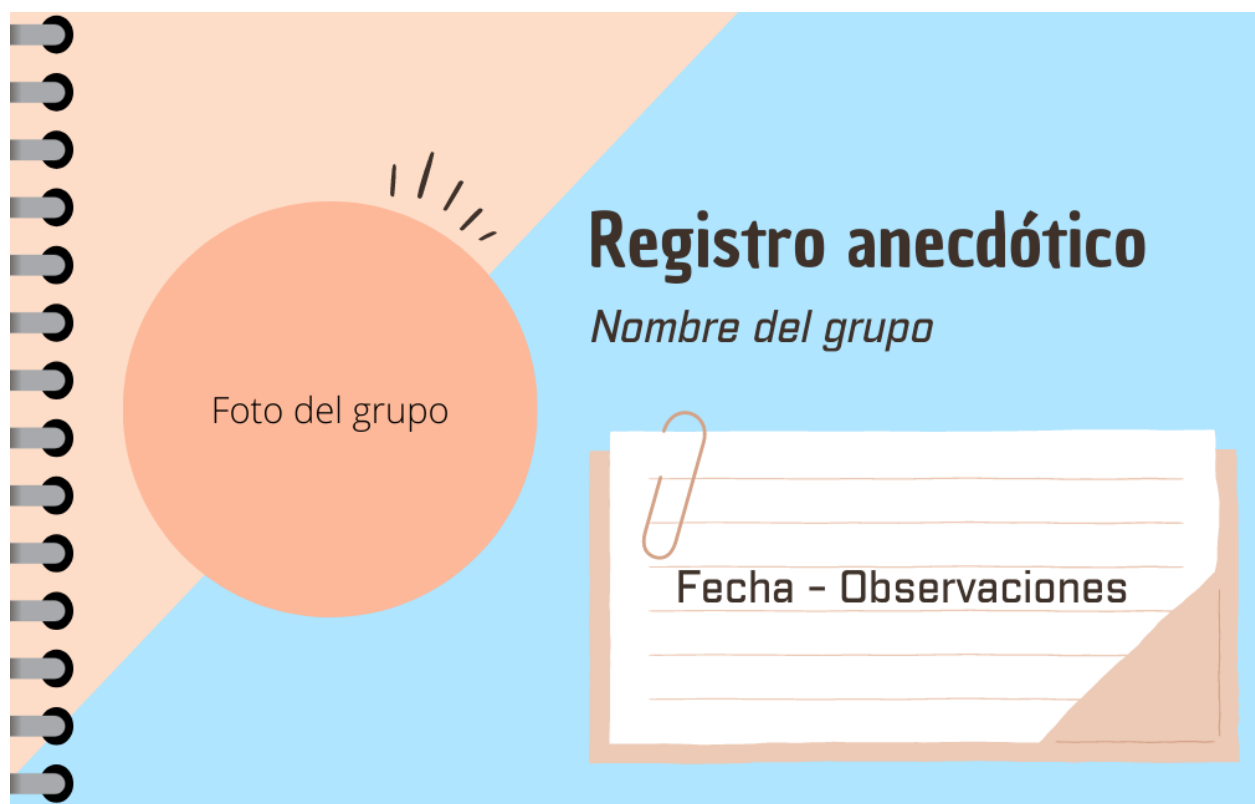 Registro anecdótico
Nombre del grupo
Foto del grupo
Fecha - Observaciones